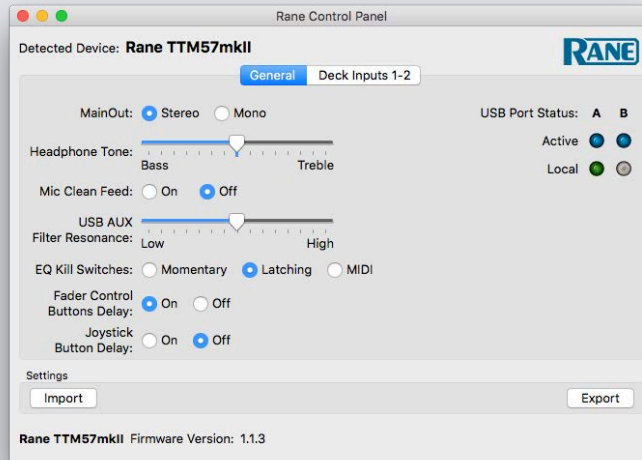 Rane Control Panel
Detected Device: Rane TTM57mkII
RANE
General Deck Inputs 1-2
MainOut: Stereo Mono
USB Port Status: A B
Active
Local
Headphone Tone:
Bass Treble
Mic Clean Feed: On Off
USB AUX
Filter Resonance:
Low High
EQ Kill Switches: Momentary Latching MIDI
Fader Control
Buttons Delay: On Off
Joystick
Button Delay: On Off
Settings
Import Export
Rane TTM57mkII Firmware Version: 1.1.3